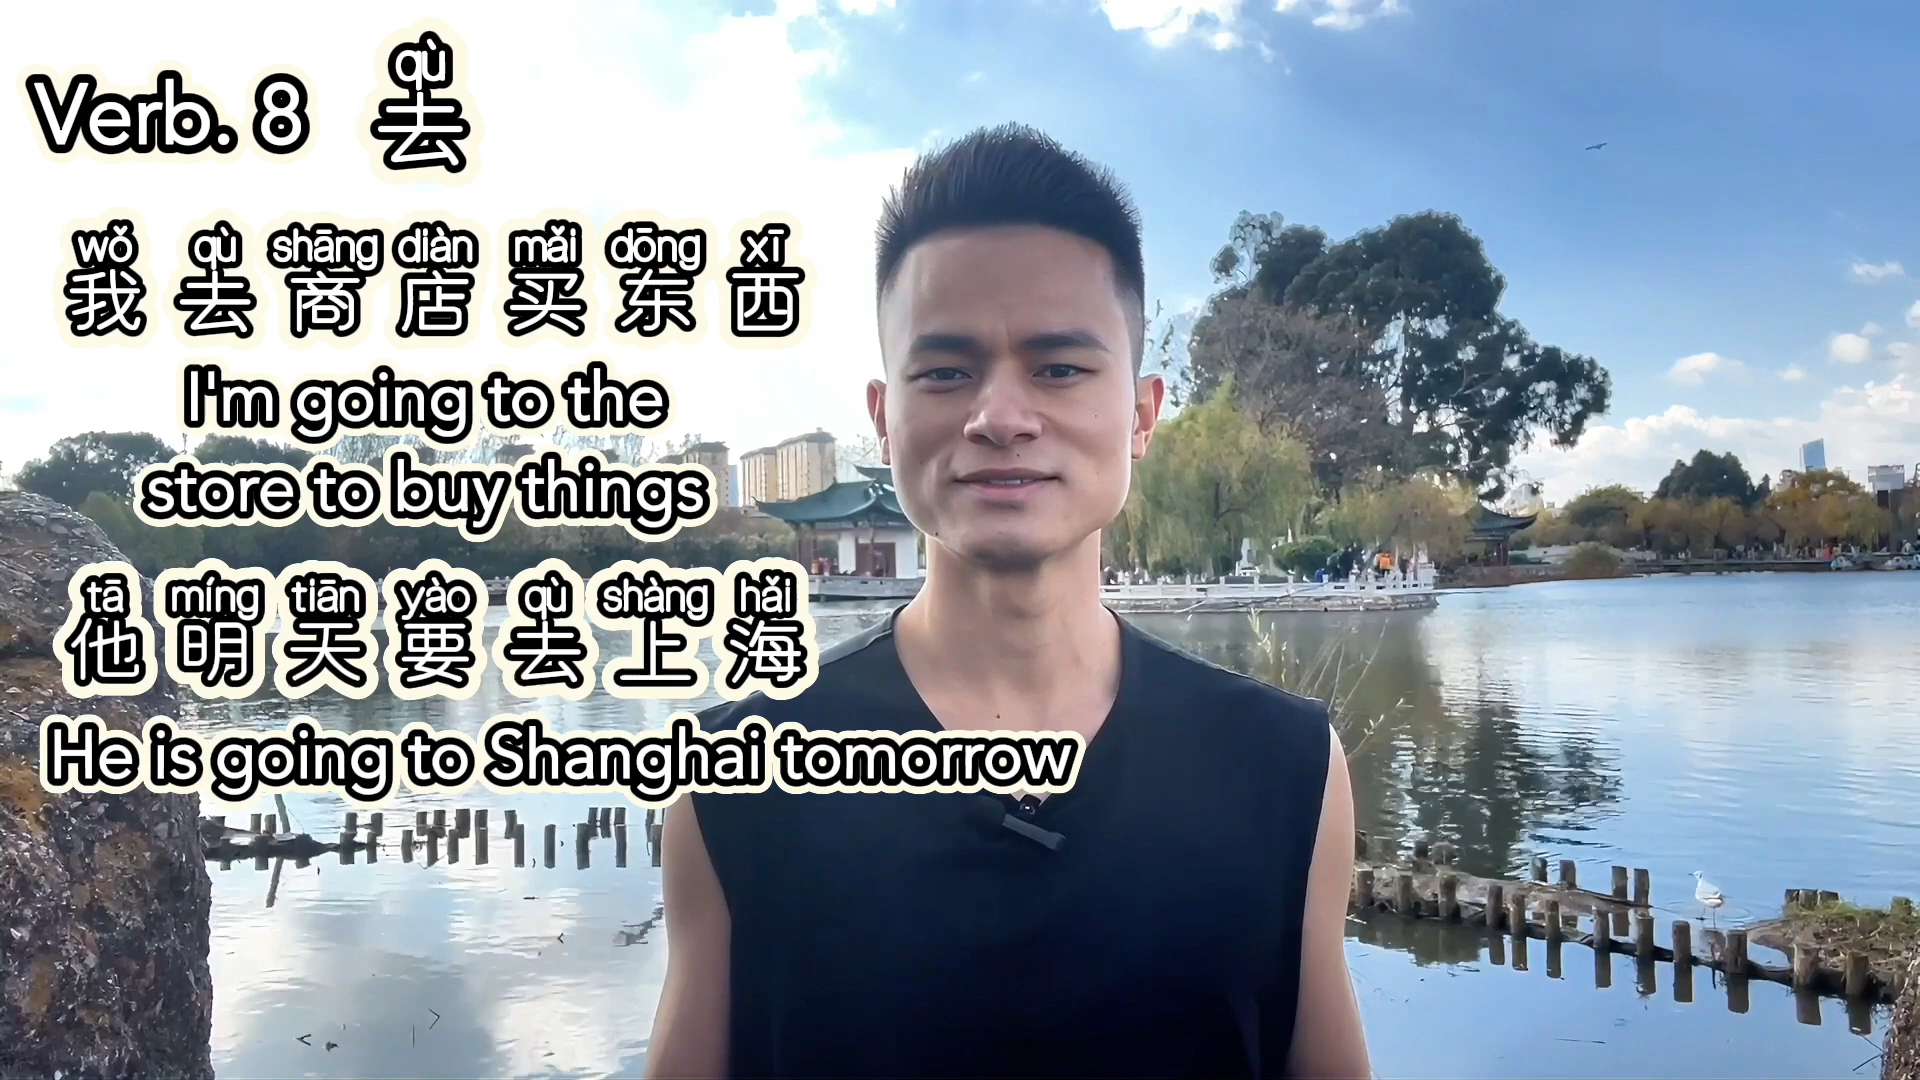 qù
Verb. 8 去
wǒ qù shāng diàn mǎi dōng xī
我去商店买东西
I'm going to the
store to buy things
tā míng tiān yào qù shàng hǎi
他明天要去上海
He is going to Shanghai tomorrow